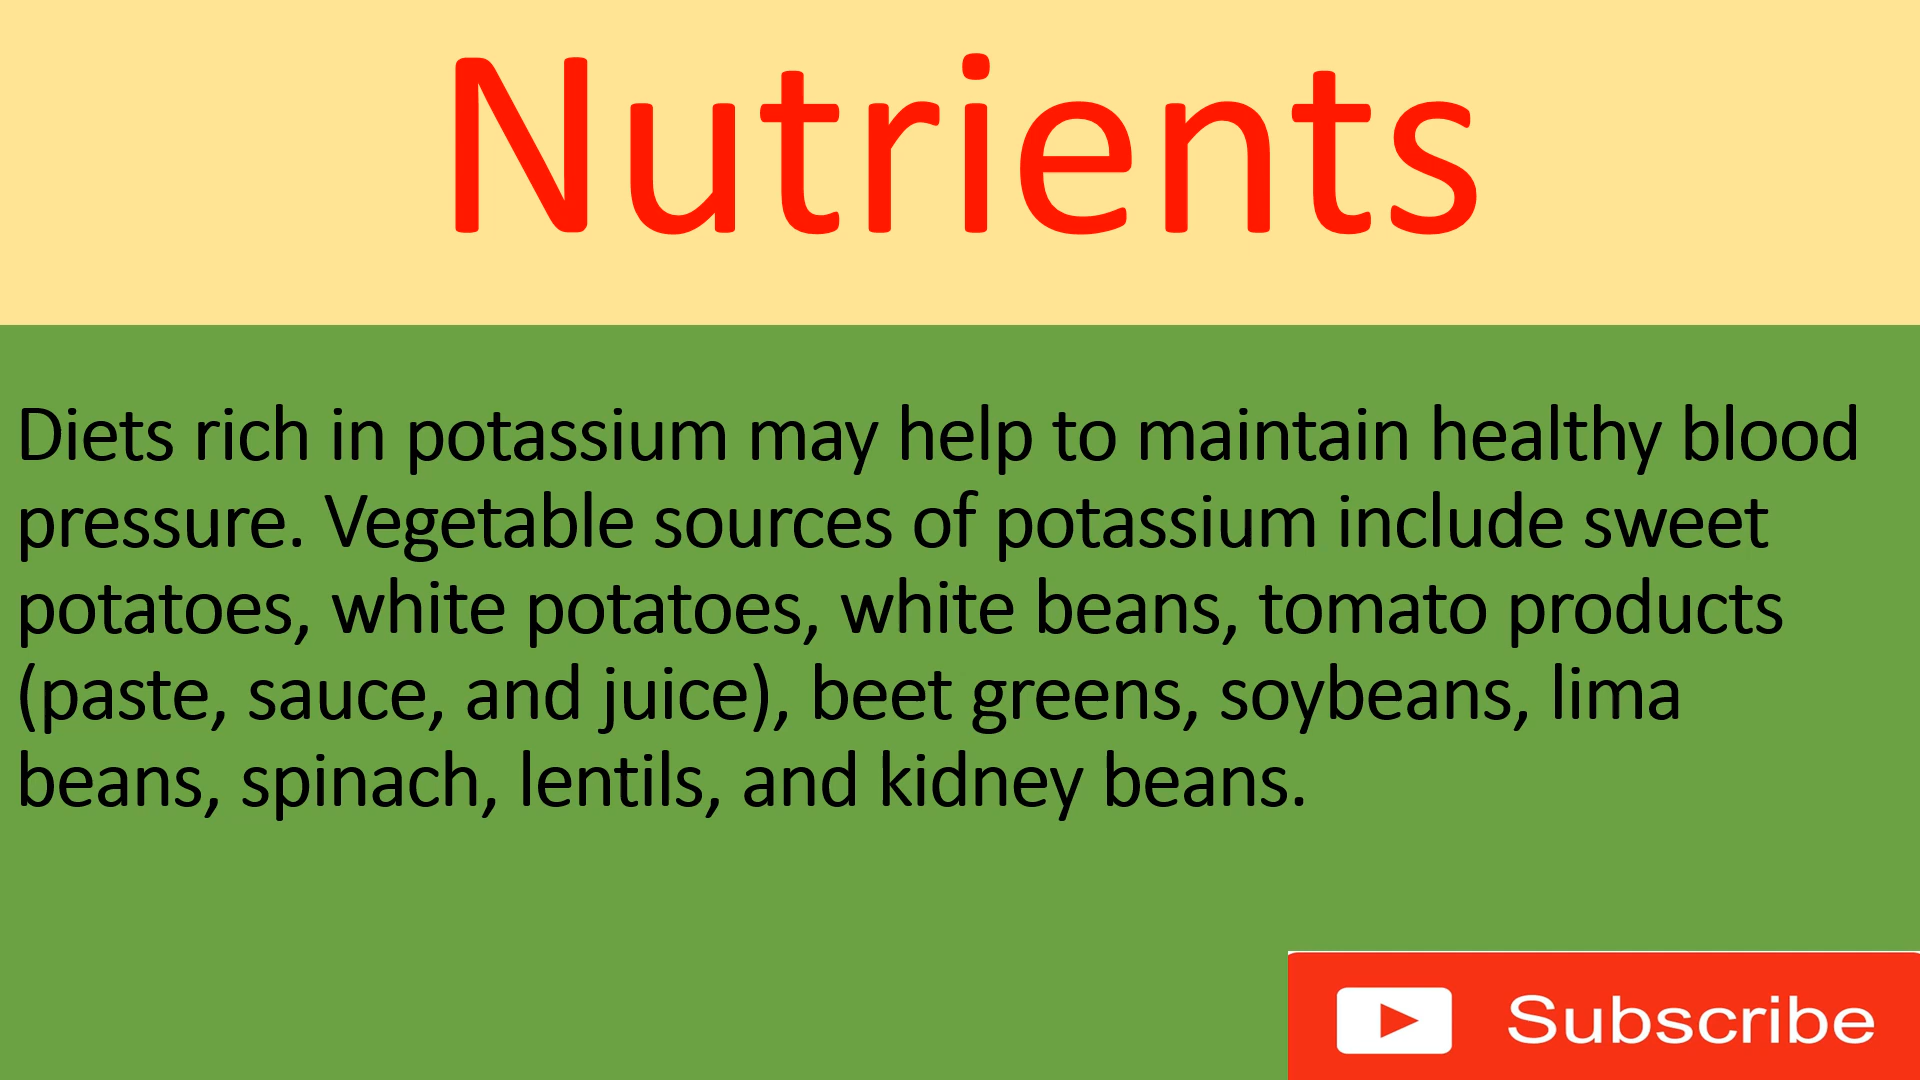 Nutrients
Diets rich in potassium may help to maintain healthy blood
pressure. Vegetable sources of potassium include sweet
potatoes, white potatoes, white beans, tomato products
(paste, sauce, and juice), beet greens, soybeans, lima
beans, spinach, lentils, and kidney beans.
Subscribe